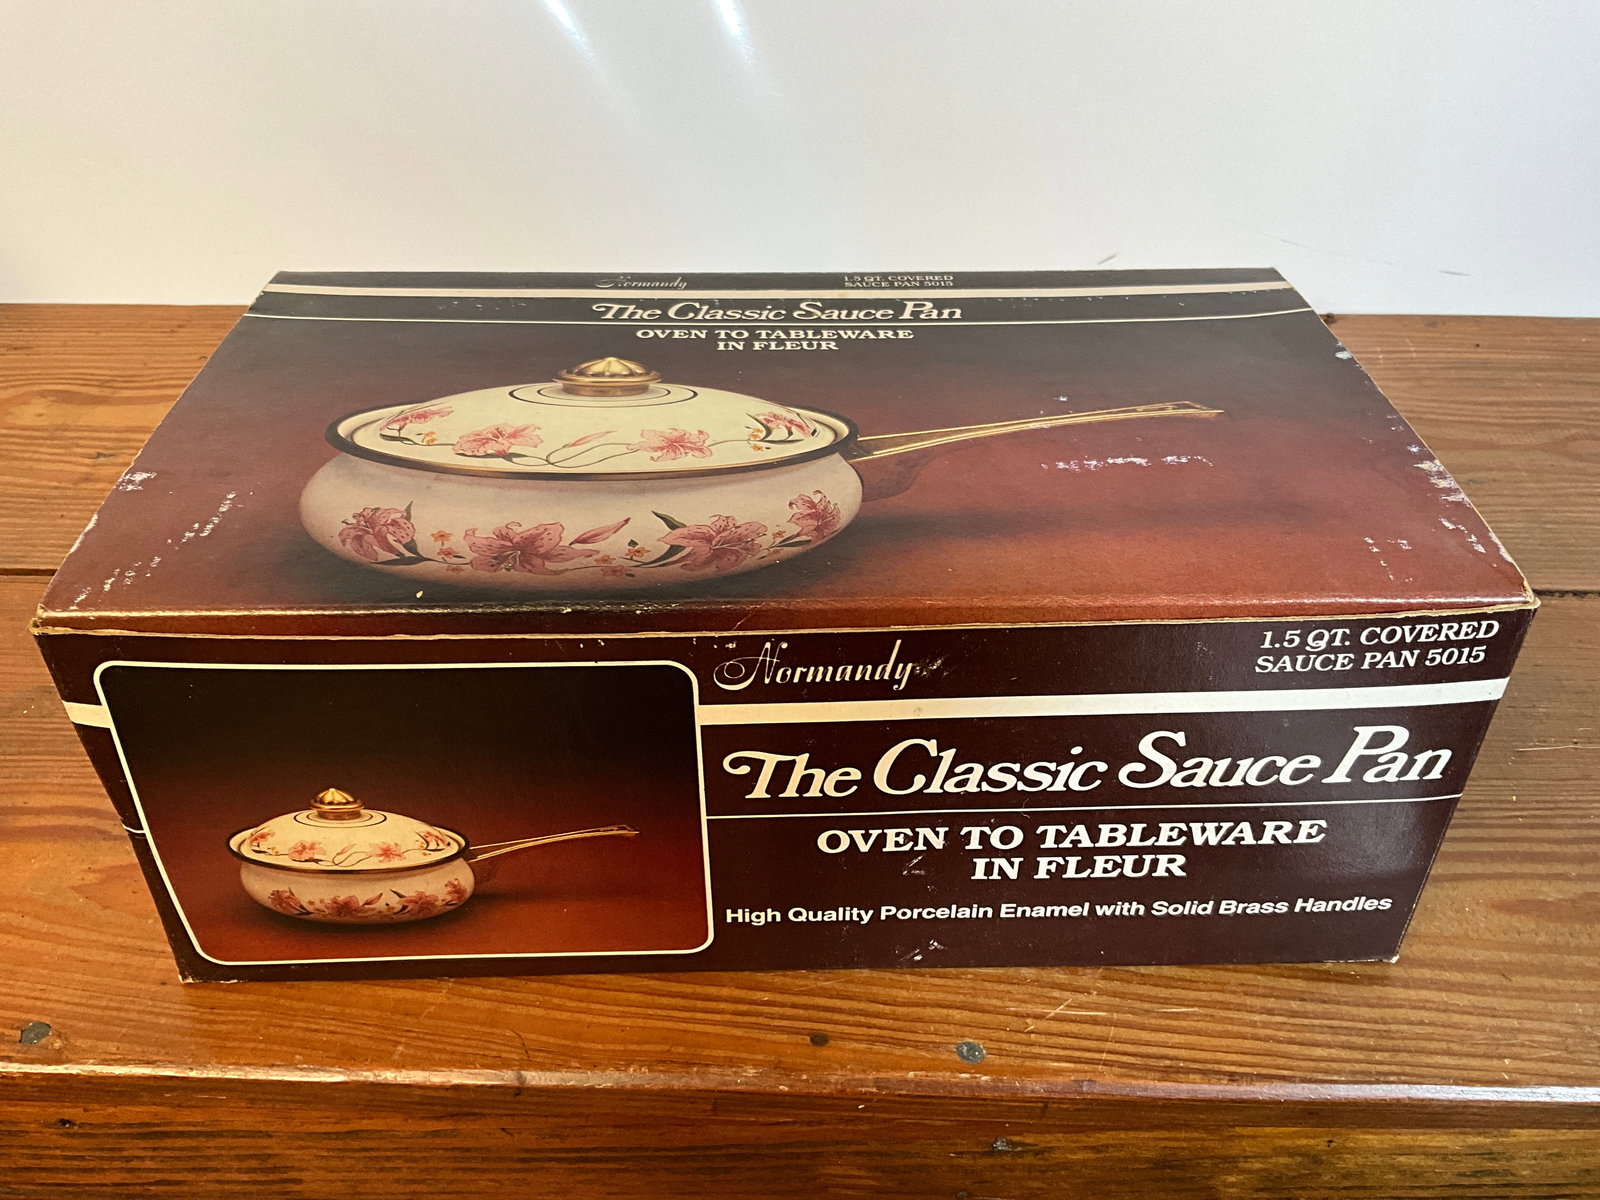 Normandy
1.5 QT. COVERED
SAUCE PAN 5015
The Classic Sauce Pan
OVEN TO TABLEWARE
IN FLEUR
Normandy
1.5 QT. COVERED
SAUCE PAN 5015
The Classic Sauce Pan
OVEN TO TABLEWARE
IN FLEUR
High Quality Porcelain Enamel with Solid Brass Handles